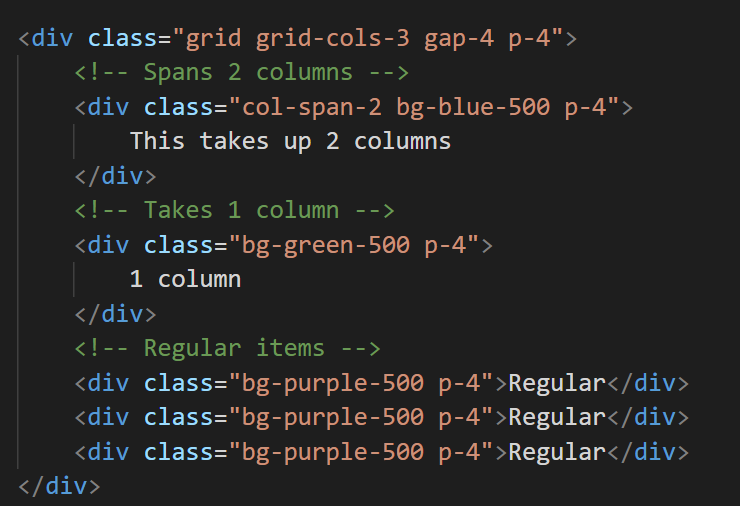 <div class="grid grid-cols-3 gap-4 p-4">
    <!-- Spans 2 columns -->
    <div class="col-span-2 bg-blue-500 p-4">
        This takes up 2 columns
    </div>
    <!-- Takes 1 column -->
    <div class="bg-green-500 p-4">
        1 column
    </div>
    <!-- Regular items -->
    <div class="bg-purple-500 p-4">Regular</div>
    <div class="bg-purple-500 p-4">Regular</div>
    <div class="bg-purple-500 p-4">Regular</div>
</div>